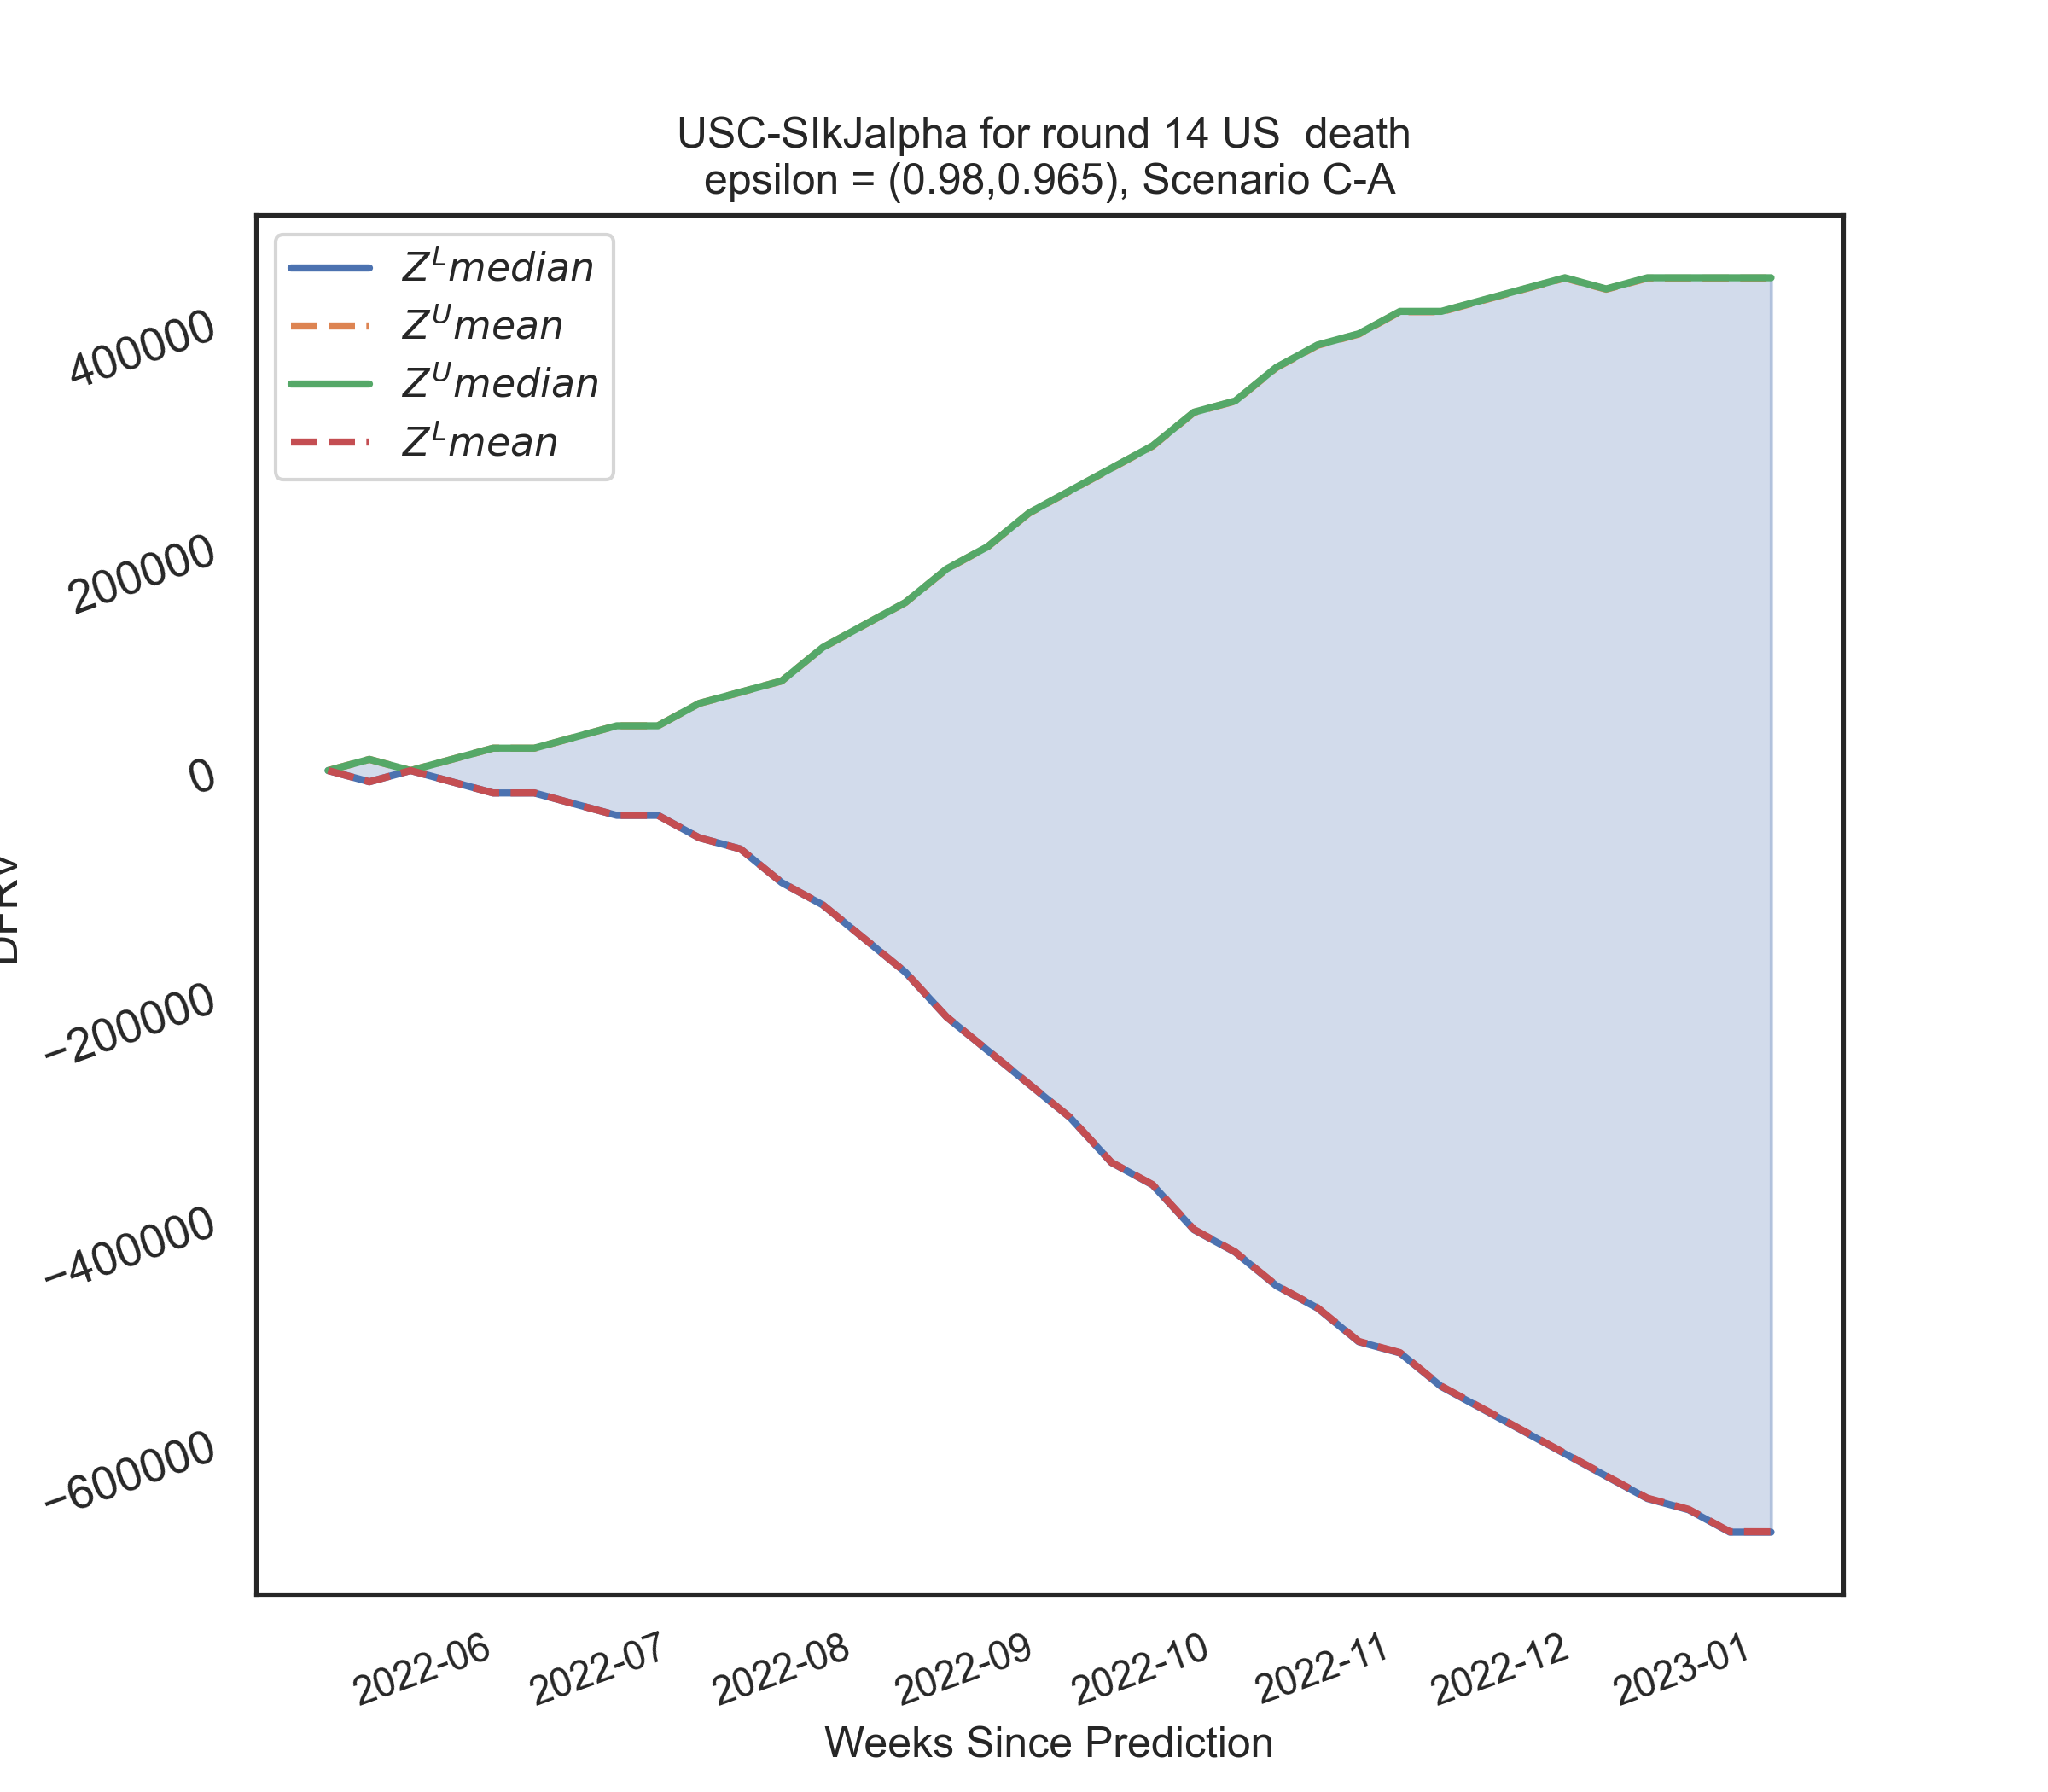 USC-SIkJalpha for round 14 US  death
epsilon = (0.98,0.965), Scenario C-A
Z^L median
Z^U mean
Z^U median
Z^L mean
400000
200000
0
−200000
−400000
−600000
2022-06
2022-07
2022-08
2022-09
2022-10
2022-11
2022-12
2023-01
Weeks Since Prediction